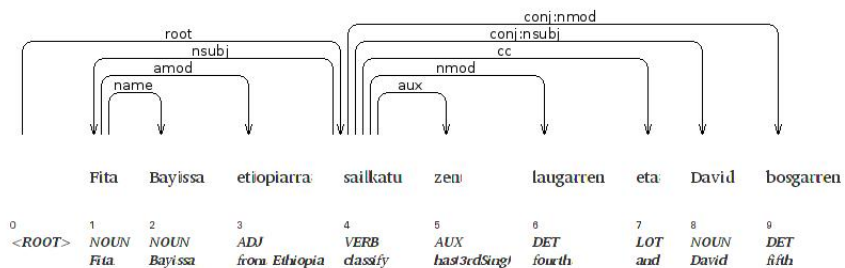 conj:nmod
root conj:nsubj
nsubj cc
amod nmod
name aux
Fita Bayissa etiopiarra sailkatu zen laugarren eta David bosgarren
0 1 2 3 4 5 6 7 8 9
<ROOT> NOUN NOUN ADJ VERB AUX DET LOT NOUN DET
Fita Bayissa from Ethiopia classify has(3rdSing) fourth and David fifth